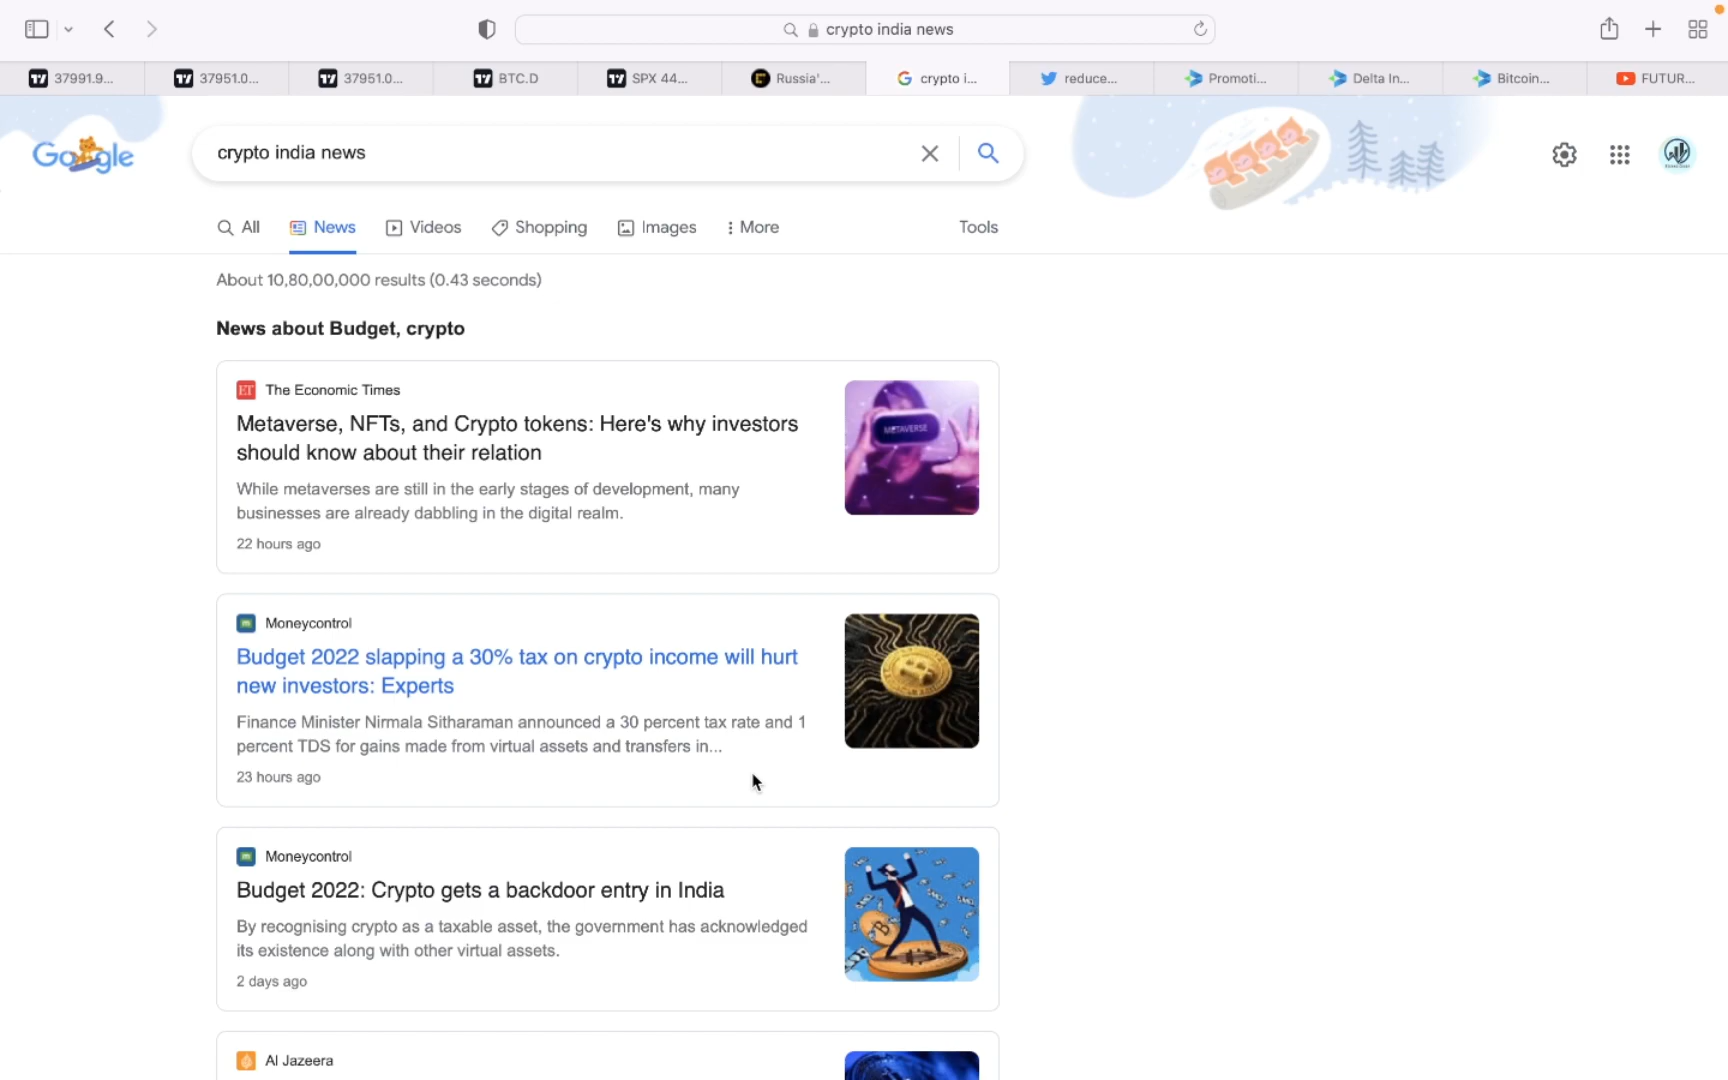 crypto india news
37991.9...
37951.0...
37951.0...
BTC.D
SPX 44...
Russia'...
crypto i...
reduce...
Promoti...
Delta In...
Bitcoin...
FUTUR...
Google
crypto india news
All
News
Videos
Shopping
Images
More
Tools
About 10,80,00,000 results (0.43 seconds)
News about Budget, crypto
ET The Economic Times
Metaverse, NFTs, and Crypto tokens: Here's why investors
should know about their relation
While metaverses are still in the early stages of development, many
businesses are already dabbling in the digital realm.
22 hours ago
METAVERSE
Moneycontrol
Budget 2022 slapping a 30% tax on crypto income will hurt
new investors: Experts
Finance Minister Nirmala Sitharaman announced a 30 percent tax rate and 1
percent TDS for gains made from virtual assets and transfers in...
23 hours ago
Moneycontrol
Budget 2022: Crypto gets a backdoor entry in India
By recognising crypto as a taxable asset, the government has acknowledged
its existence along with other virtual assets.
2 days ago
Al Jazeera